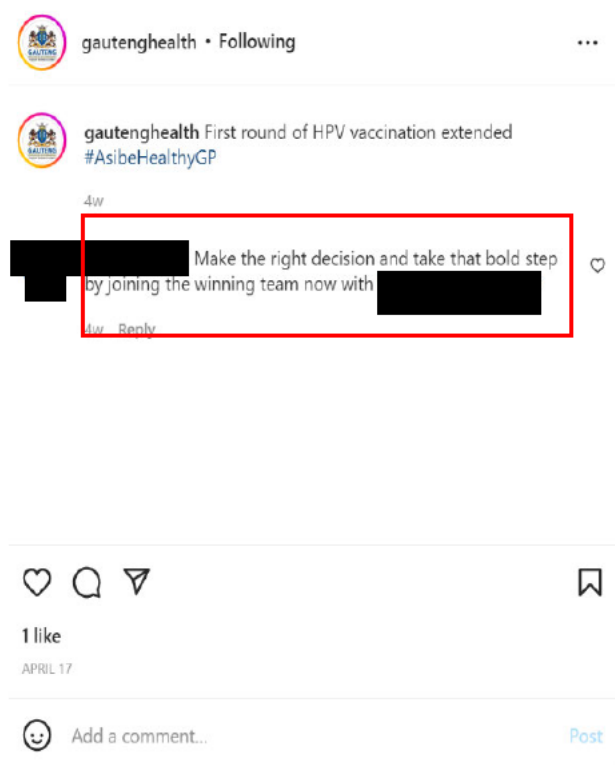 gautenghealth • Following
gautenghealth First round of HPV vaccination extended
#AsibeHealthyGP
4w
Make the right decision and take that bold step
by joining the winning team now with
4w Reply
1 like
APRIL 17
Add a comment...
Post